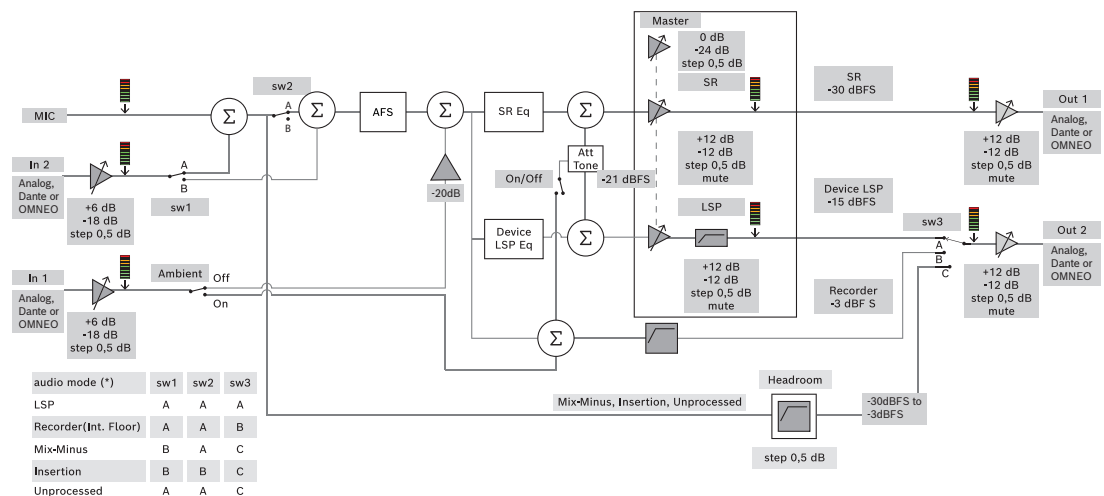 Master
0 dB
-24 dB
step 0,5 dB
SR
SR
-30 dBFS
sw2
A
B
MIC
Σ
Σ
AFS
Σ
SR Eq
Σ
Out 1
Analog,
Dante or
OMNEO
+12 dB
-12 dB
step 0,5 dB
mute
+12 dB
-12 dB
step 0,5 dB
mute
In 2
Analog,
Dante or
OMNEO
A
B
sw1
+6 dB
-18 dB
step 0,5 dB
-20dB
On/Off
Att
Tone
-21 dBFS
Device LSP
-15 dBFS
LSP
Device
LSP Eq
Σ
sw3
A
B
C
Out 2
Analog,
Dante or
OMNEO
+12 dB
-12 dB
step 0,5 dB
mute
+12 dB
-12 dB
step 0,5 dB
mute
In 1
Analog,
Dante or
OMNEO
Ambient
Off
On
+6 dB
-18 dB
step 0,5 dB
Recorder
-3 dBF S
Σ
audio mode (*) sw1 sw2 sw3
LSP A A A
Recorder(Int. Floor) A A B
Mix-Minus B A C
Insertion B B C
Unprocessed A A C
Mix-Minus, Insertion, Unprocessed
Headroom
step 0,5 dB
-30dBFS to
-3dBFS